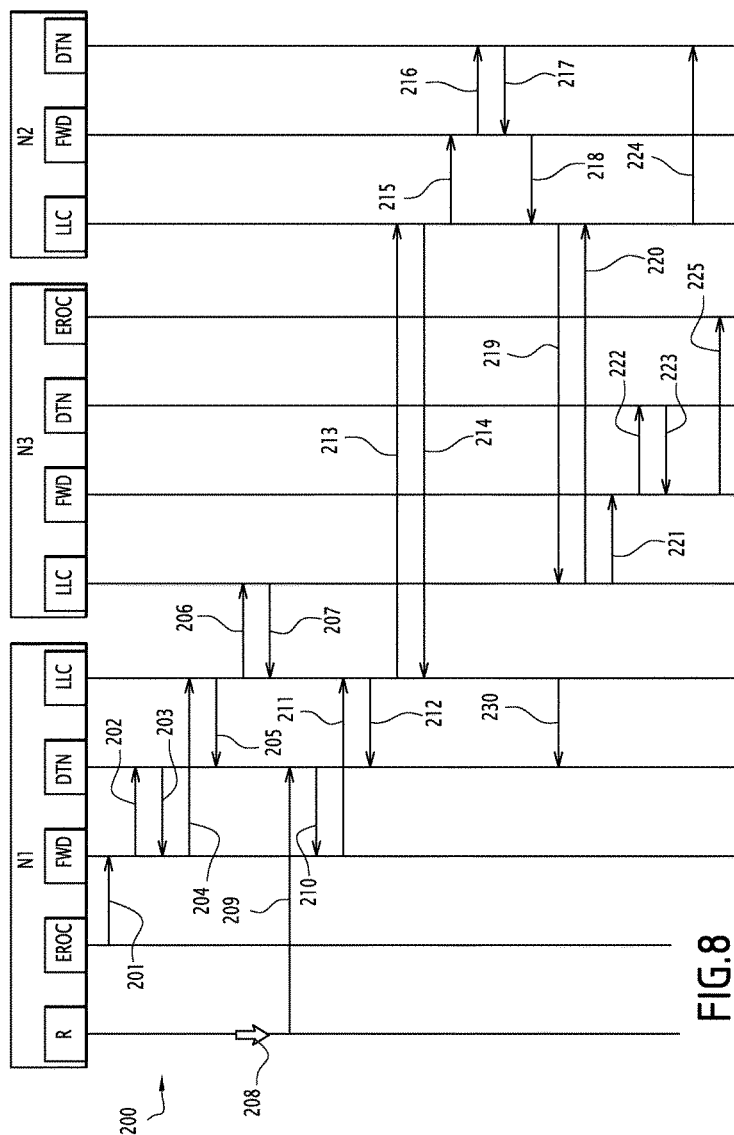 200
N1
R
EROC
FWD
DTN
LLC
N3
LLC
FWD
DTN
EROC
N2
LLC
FWD
DTN
201
202
203
204
205
206
207
208
209
210
211
212
213
214
215
216
217
218
219
220
221
222
223
224
225
230
FIG.8